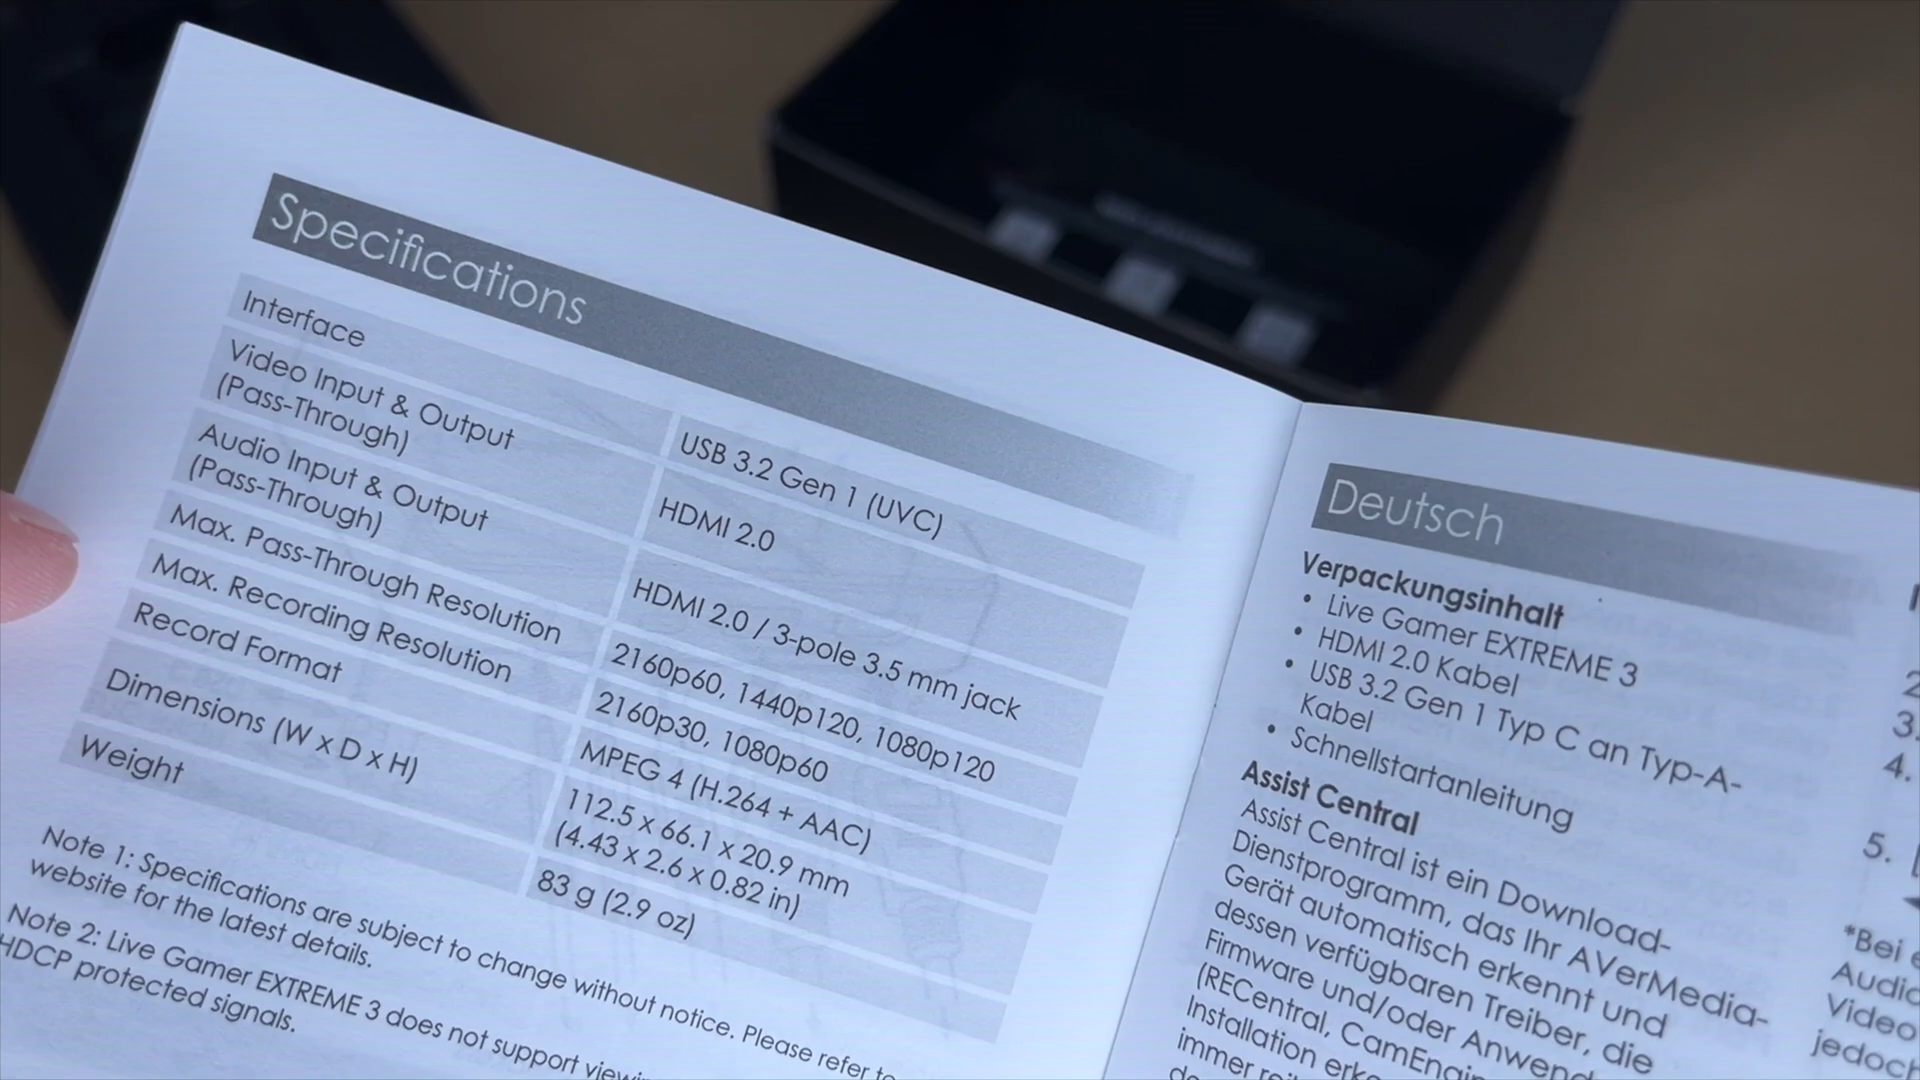 Specifications
Interface
USB 3.2 Gen 1 (UVC)
Video Input & Output
(Pass-Through)
HDMI 2.0
Audio Input & Output
(Pass-Through)
HDMI 2.0 / 3-pole 3.5 mm jack
Max. Pass-Through Resolution
2160p60, 1440p120, 1080p120
Max. Recording Resolution
2160p30, 1080p60
Record Format
MPEG 4 (H.264 + AAC)
Dimensions (W x D x H)
112.5 x 66.1 x 20.9 mm
(4.43 x 2.6 x 0.82 in)
Weight
83 g (2.9 oz)
Note 1: Specifications are subject to change without notice. Please refer to
website for the latest details.
Note 2: Live Gamer EXTREME 3 does not support
HDCP protected signals.
Deutsch
Verpackungsinhalt
• Live Gamer EXTREME 3
• HDMI 2.0 Kabel
• USB 3.2 Gen 1 Typ C an Typ-A-
Kabel
• Schnellstartanleitung
Assist Central
Assist Central ist ein Download-
Dienstprogramm, das Ihr AVerMedia-
Gerät automatisch erkennt und
dessen verfügbaren Treiber, die
Firmware und/oder Anwend
(RECentral, CamEngin
Installation
immer
2.
3.
4.
5.
*Bei
Audio
Video
jedoch